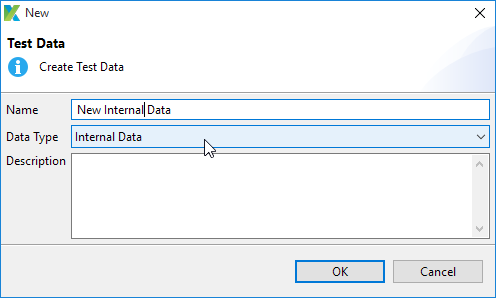 New
Test Data
Create Test Data
Name New Internal Data
Data Type Internal Data
Description
OK Cancel